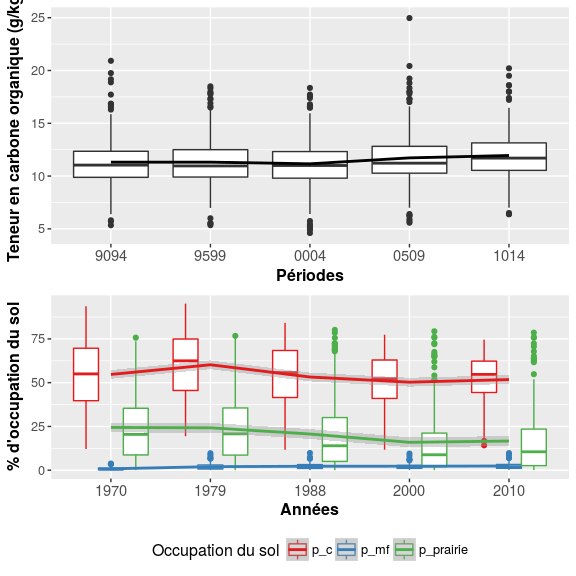 Teneur en carbone organique (g/kg
25
20
15
10
5
9094 9599 0004 0509 1014
Périodes
% d'occupation du sol
75
50
25
0
1970 1979 1988 2000 2010
Années
Occupation du sol p_c p_mf p_prairie